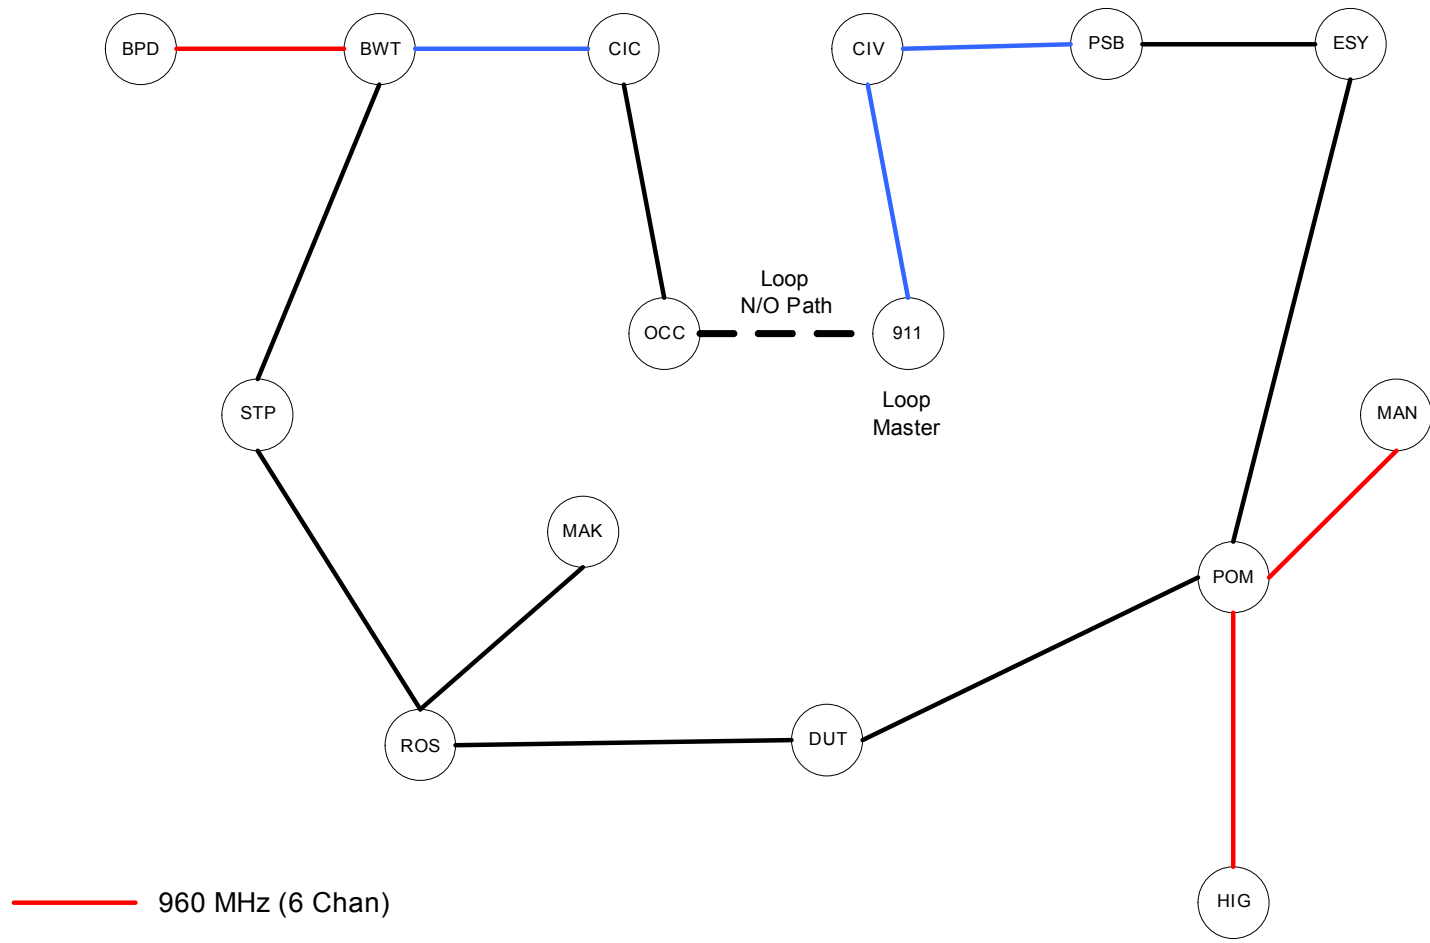 BPD
BWT
CIC
CIV
PSB
ESY
Loop
N/O Path
OCC
911
Loop
Master
STP
MAN
MAK
POM
ROS
DUT
HIG
960 MHz (6 Chan)